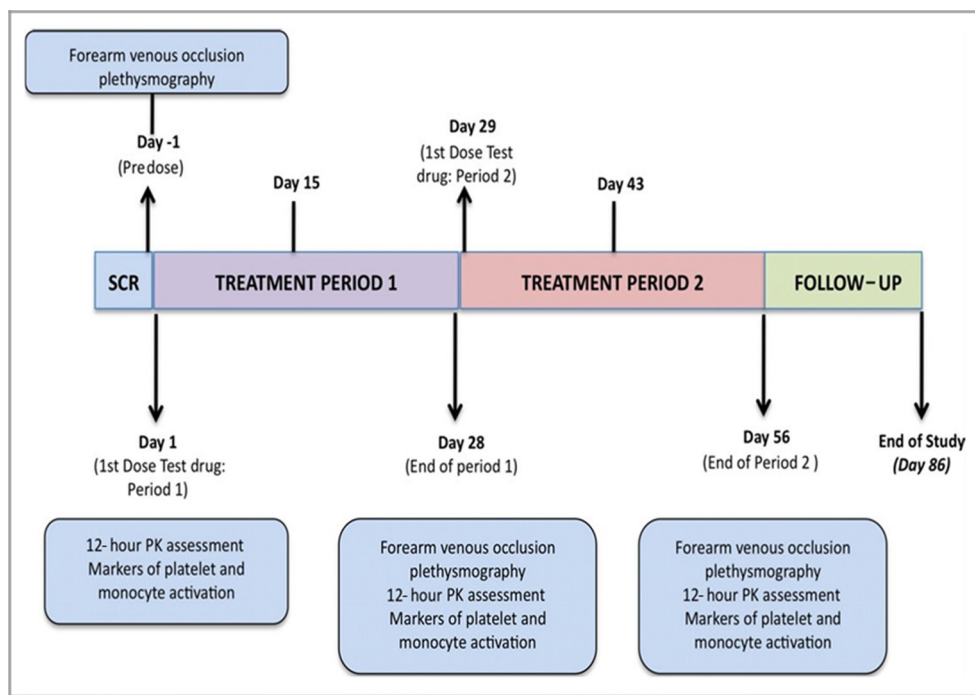 Forearm venous occlusion
plethysmography
Day -1
(Predose)
Day 15
Day 29
(1st Dose Test
drug: Period 2)
Day 43
SCR
TREATMENT PERIOD 1
TREATMENT PERIOD 2
FOLLOW–UP
Day 1
(1st Dose Test drug:
Period 1)
Day 28
(End of period 1)
Day 56
(End of Period 2 )
End of Study
(Day 86)
12- hour PK assessment
Markers of platelet and
monocyte activation
Forearm venous occlusion
plethysmography
12- hour PK assessment
Markers of platelet and
monocyte activation
Forearm venous occlusion
plethysmography
12- hour PK assessment
Markers of platelet and
monocyte activation